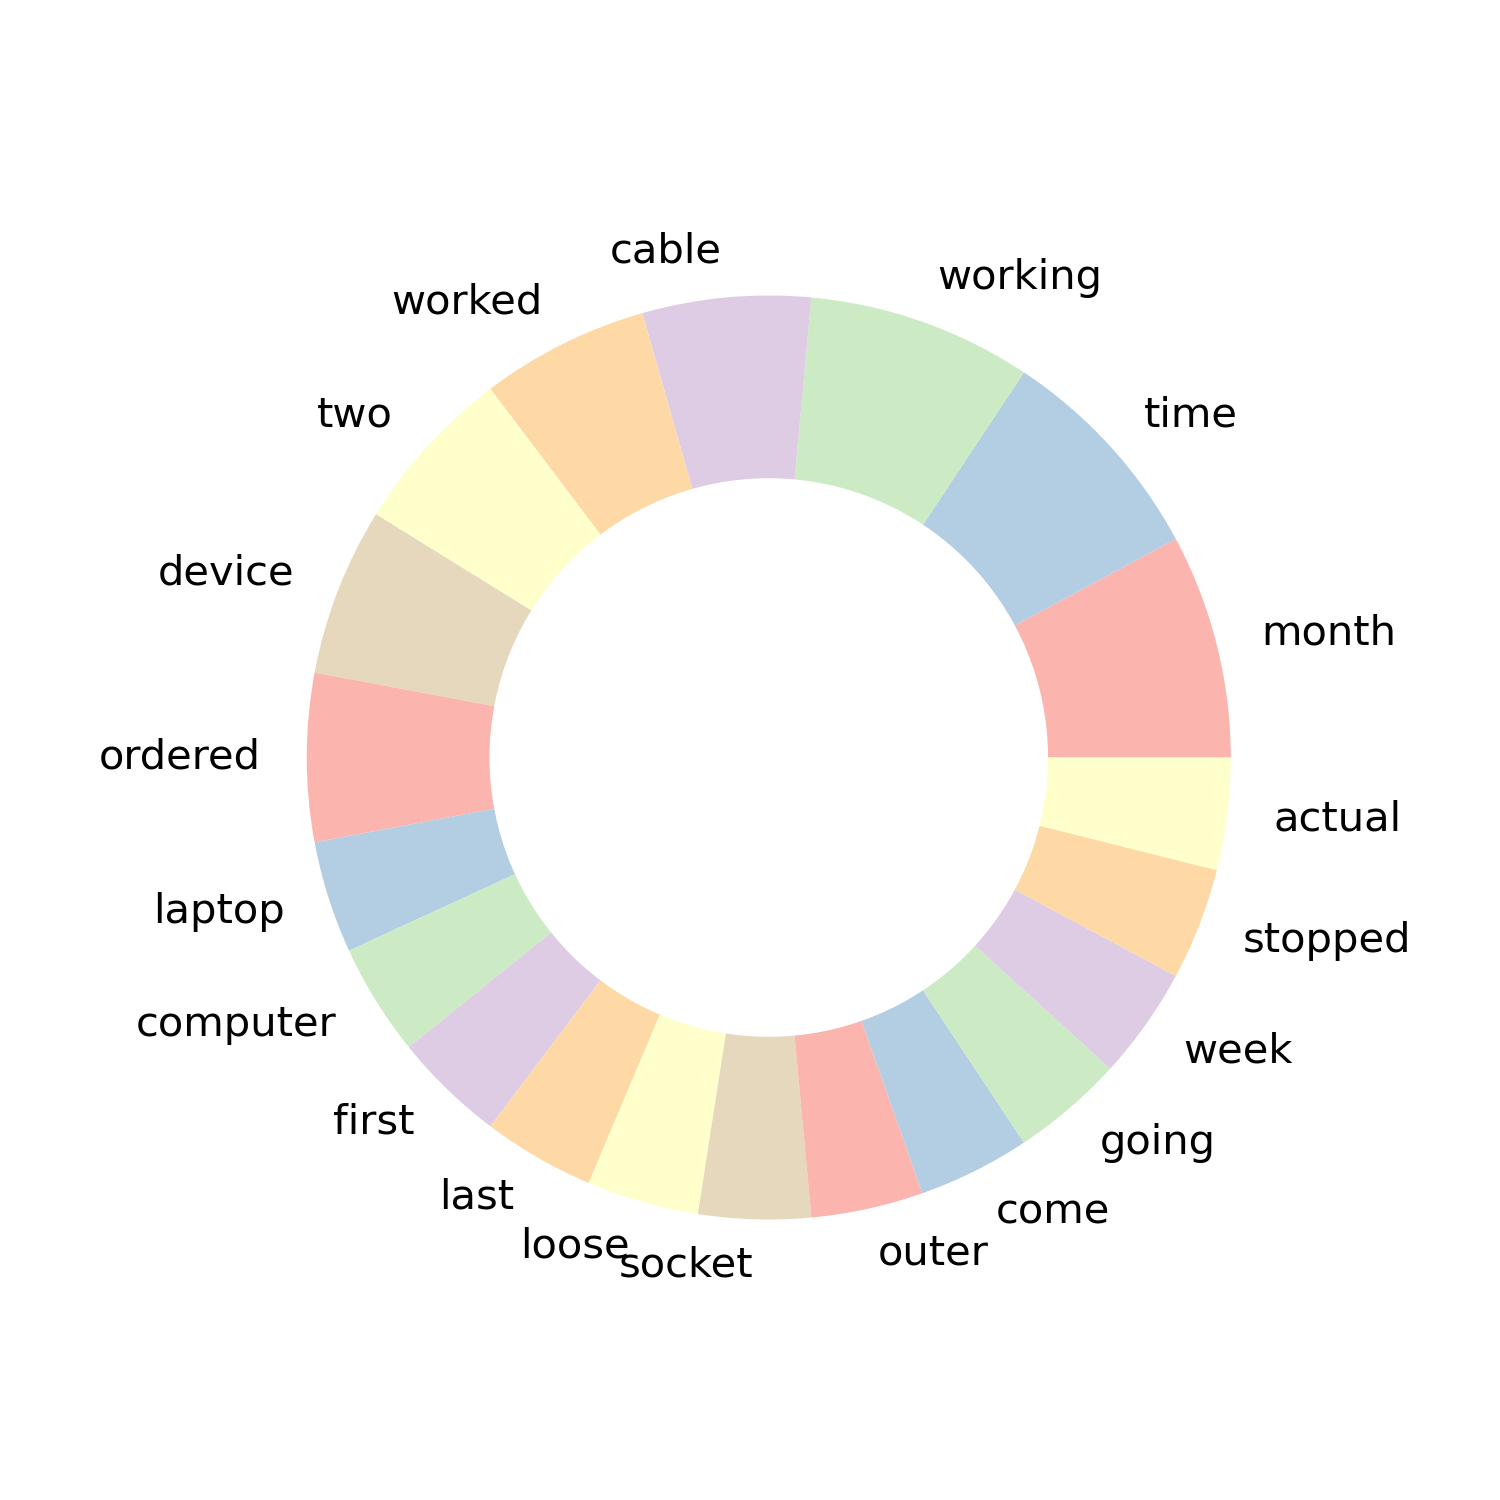 cable
working
worked
time
two
device
month
ordered
actual
laptop
stopped
computer
week
first
going
last
come
loose
outer
socket